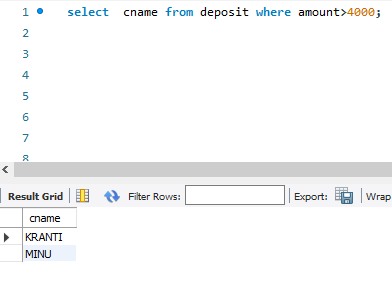 1 select cname from deposit where amount>4000;
2
3
4
5
6
7
8
Result Grid Filter Rows: Export: Wrap
cname
KRANTI
MINU